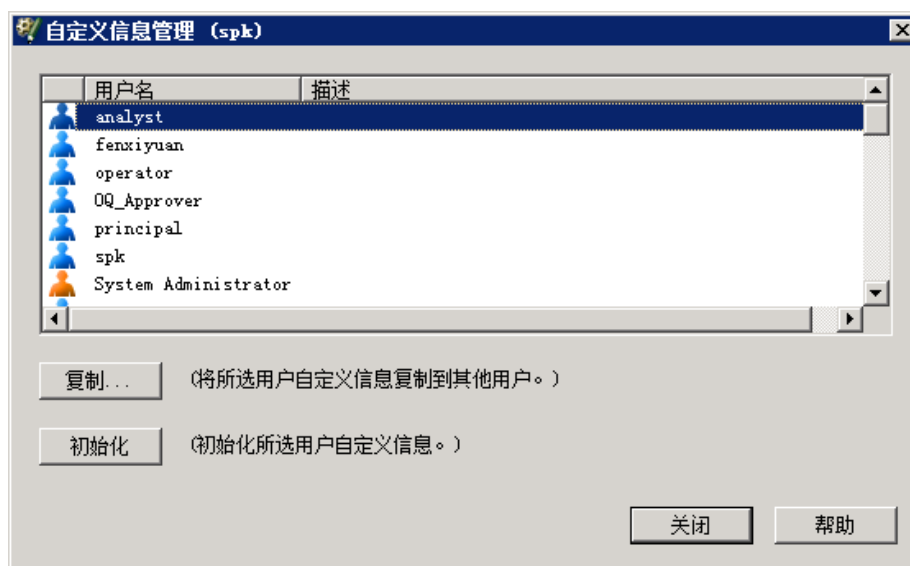 自定义信息管理 (spk)
用户名 描述
analyst
fenxiyuan
operator
OQ_Approver
principal
spk
System Administrator
复制... (将所选用户自定义信息复制到其他用户。)
初始化 (初始化所选用户自定义信息。)
关闭 帮助